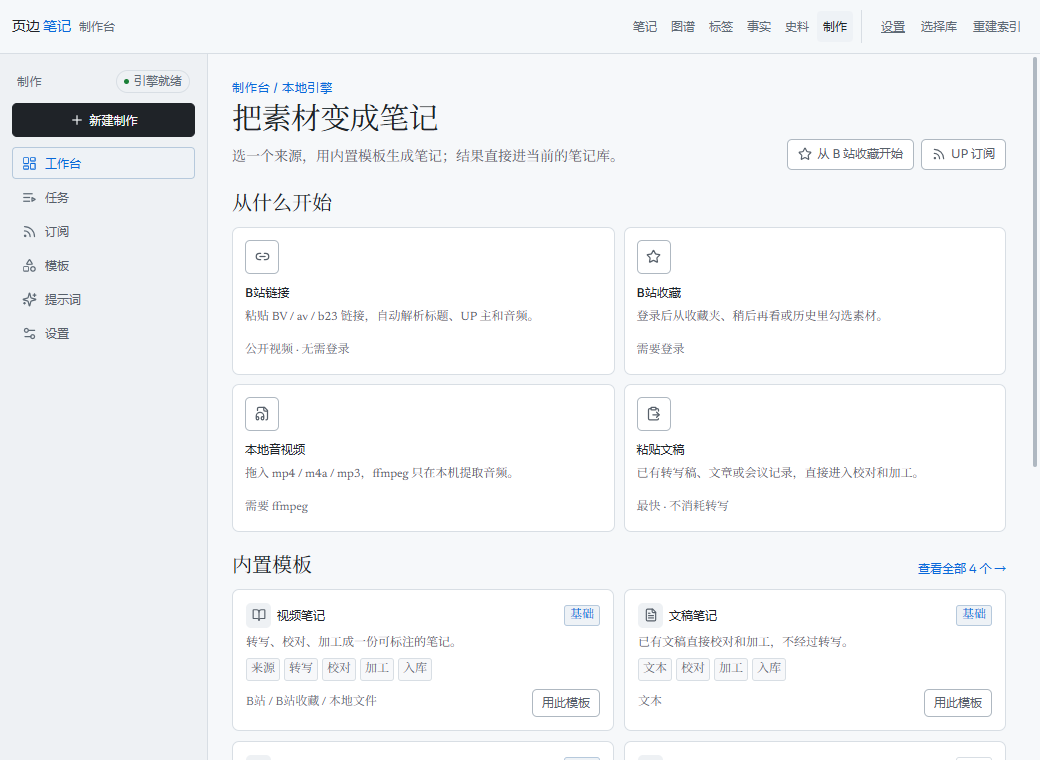 页边 笔记 制作台
笔记 图谱 标签 事实 史料 制作 设置 选择库 重建索引
制作 引擎就绪
+ 新建制作
工作台
任务
订阅
模板
提示词
设置
制作台 / 本地引擎
把素材变成笔记
选一个来源，用内置模板生成笔记；结果直接进当前的笔记库。
从 B 站收藏开始 UP 订阅
从什么开始
B站链接
粘贴 BV / av / b23 链接，自动解析标题、UP 主和音频。
公开视频 · 无需登录
B站收藏
登录后从收藏夹、稍后再看或历史里勾选素材。
需要登录
本地音视频
拖入 mp4 / m4a / mp3，ffmpeg 只在本机提取音频。
需要 ffmpeg
粘贴文稿
已有转写稿、文章或会议记录，直接进入校对和加工。
最快 · 不消耗转写
内置模板
查看全部 4 个 →
视频笔记 基础
转写、校对、加工成一份可标注的笔记。
来源 转写 校对 加工 入库
B站 / B站收藏 / 本地文件 用此模板
文稿笔记 基础
已有文稿直接校对和加工，不经过转写。
文本 校对 加工 入库
文本 用此模板